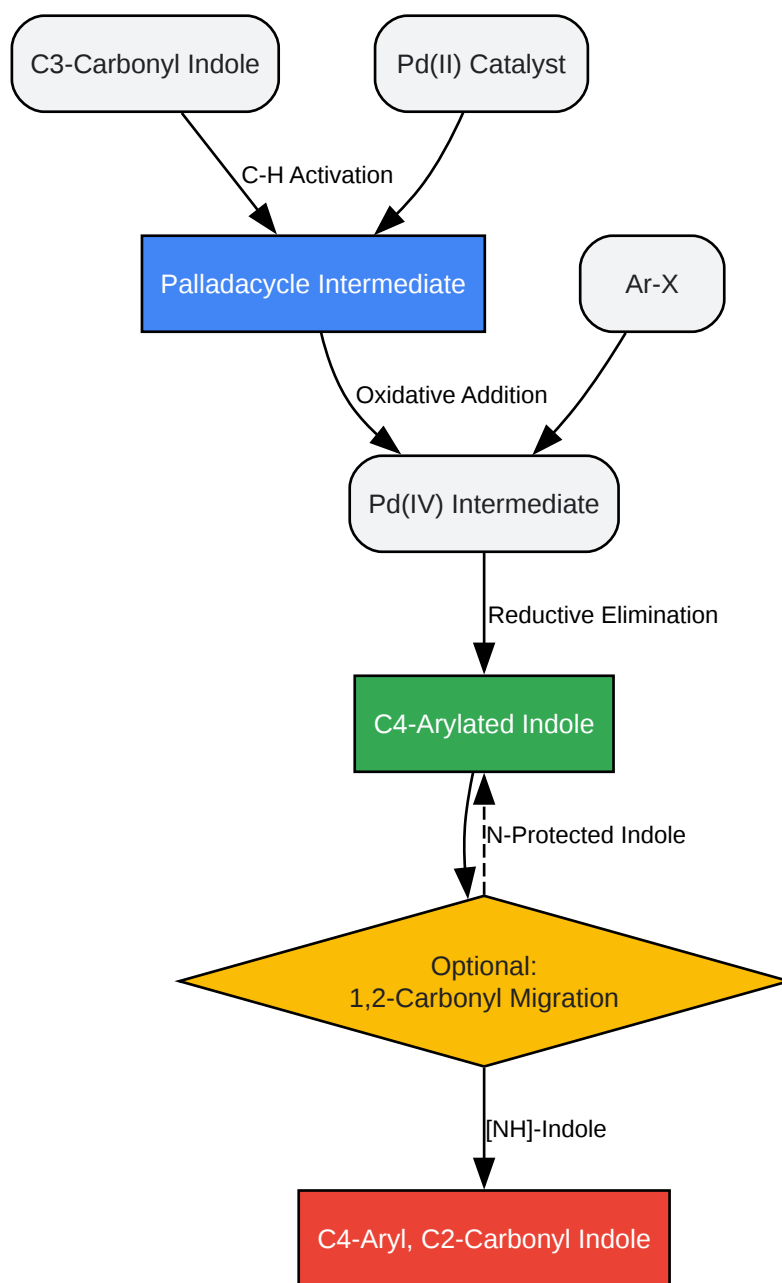 C3-Carbonyl Indole
Pd(II) Catalyst
C-H Activation
Palladacycle Intermediate
Ar-X
Oxidative Addition
Pd(IV) Intermediate
Reductive Elimination
C4-Arylated Indole
N-Protected Indole
Optional:
1,2-Carbonyl Migration
[NH]-Indole
C4-Aryl, C2-Carbonyl Indole